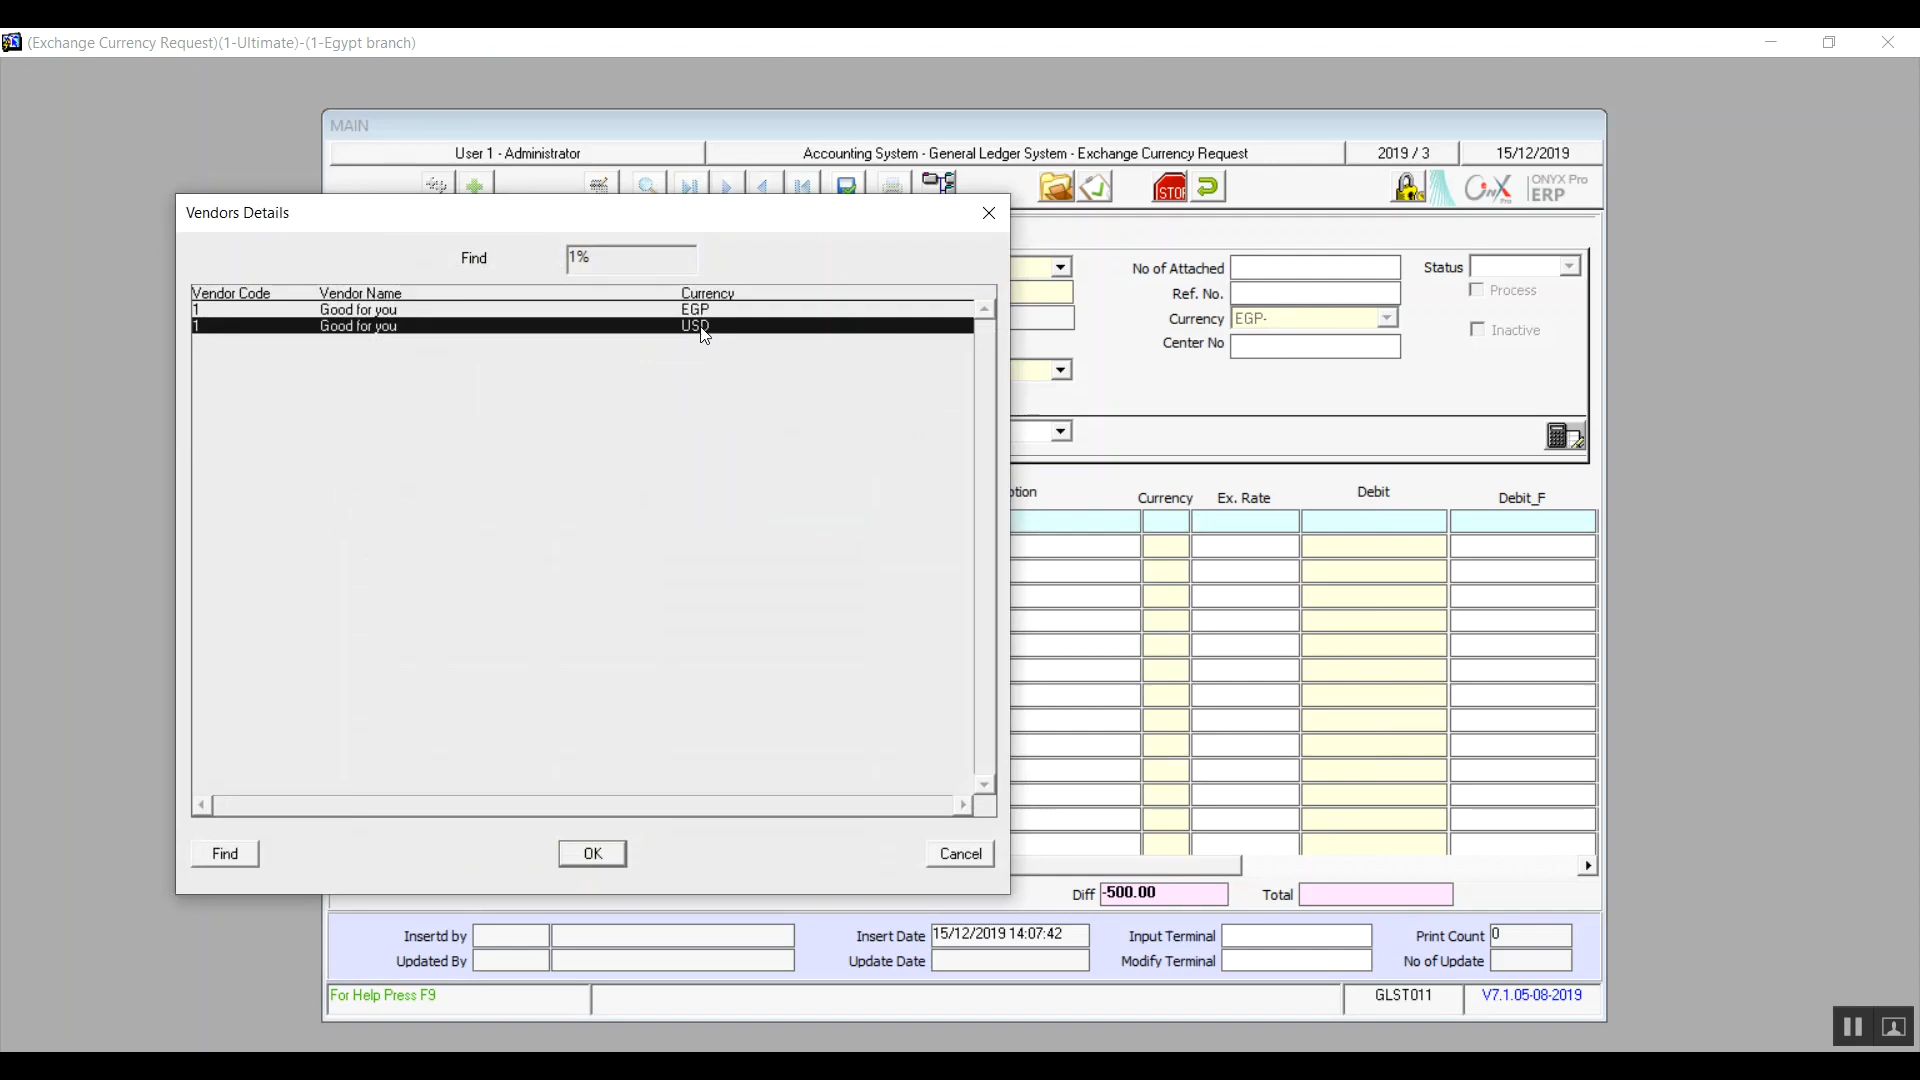 (Exchange Currency Request)(1-Ultimate)-(1-Egypt branch)
MAIN
User 1 - Administrator
Accounting System - General Ledger System - Exchange Currency Request
2019 / 3
15/12/2019
STOP
Onyx Pro
ONYX Pro
ERP
Vendors Details
Find
1%
Vendor Code
Vendor Name
Currency
1
Good for you
EGP
1
Good for you
USD
Find
OK
Cancel
No of Attached
Status
Ref. No.
Process
Currency
EGP-
Inactive
Center No
ption
Currency
Ex. Rate
Debit
Debit_F
Diff
-500.00
Total
Insertd by
Insert Date
15/12/2019 14:07:42
Input Terminal
Print Count
0
Updated By
Update Date
Modify Terminal
No of Update
For Help Press F9
GLST011
V7.1.05-08-2019